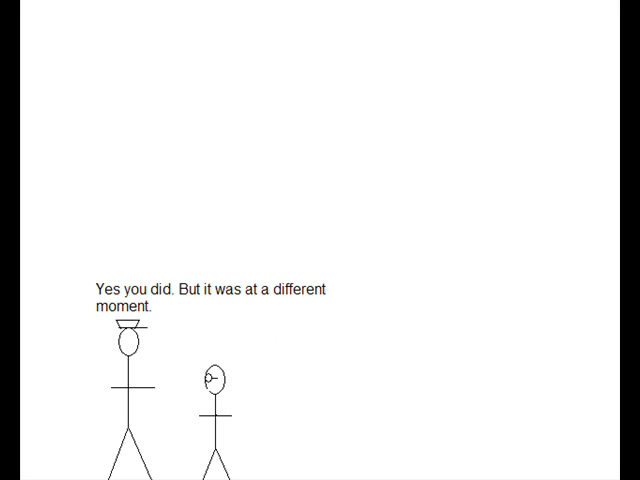 Yes you did. But it was at a different
moment.